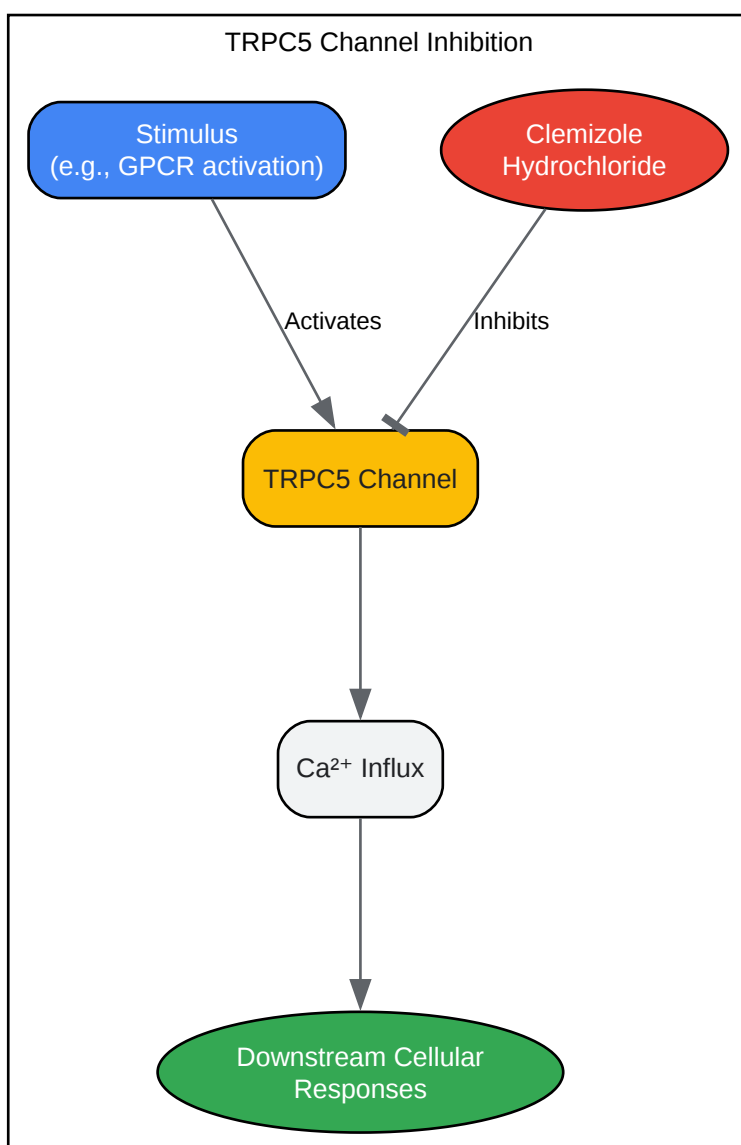 TRPC5 Channel Inhibition
Stimulus
(e.g., GPCR activation)
Clemizole
Hydrochloride
Activates
Inhibits
TRPC5 Channel
Ca²⁺ Influx
Downstream Cellular
Responses